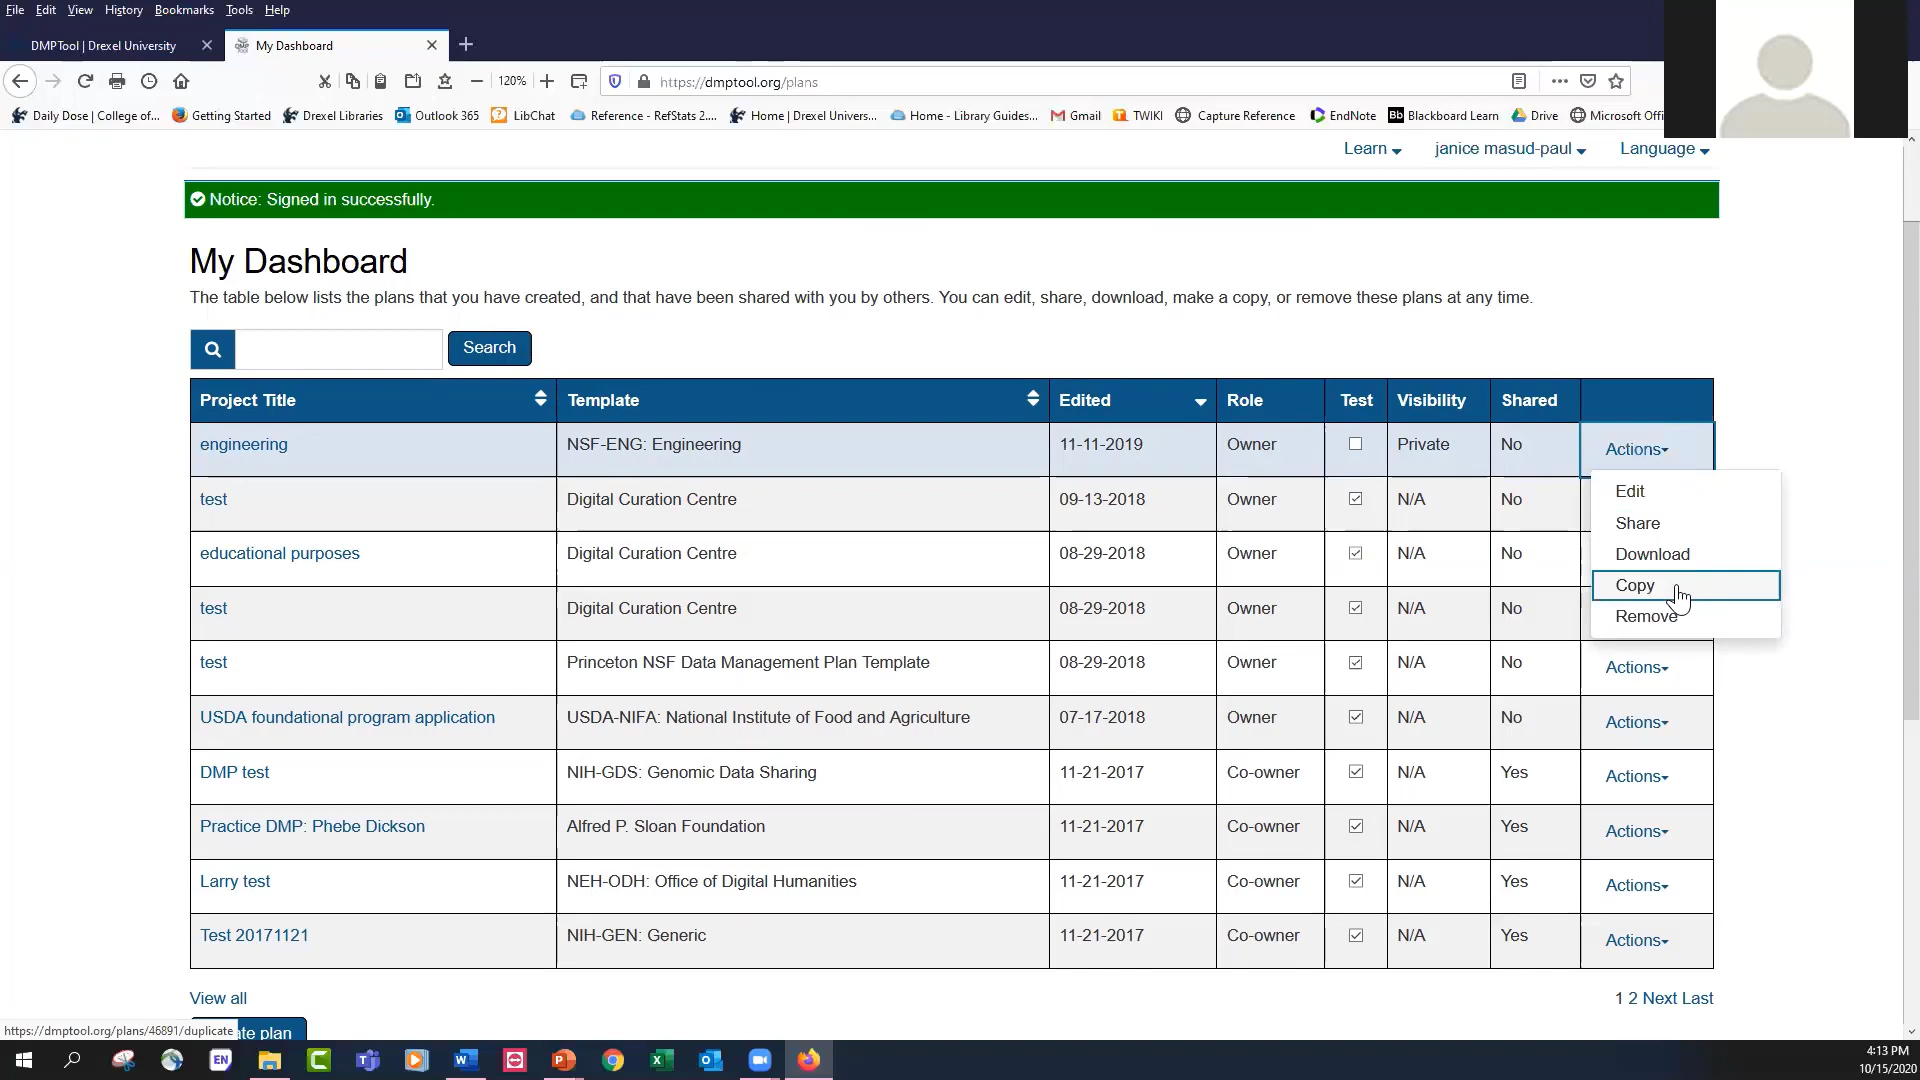 File Edit View History Bookmarks Tools Help
DMPTool | Drexel University My Dashboard
120% https://dmptool.org/plans
Daily Dose | College of... Getting Started Drexel Libraries Outlook 365 LibChat Reference - RefStats 2.... Home | Drexel Univers... Home - Library Guides... Gmail TWIKI Capture Reference EndNote Bb Blackboard Learn Drive Microsoft Offi
Learn janice masud-paul Language
Notice: Signed in successfully.
My Dashboard
The table below lists the plans that you have created, and that have been shared with you by others. You can edit, share, download, make a copy, or remove these plans at any time.
Search
Project Title Template Edited Role Test Visibility Shared
engineering NSF-ENG: Engineering 11-11-2019 Owner Private No Actions
Edit
test Digital Curation Centre 09-13-2018 Owner N/A No
Share
educational purposes Digital Curation Centre 08-29-2018 Owner N/A No
Download
Copy
test Digital Curation Centre 08-29-2018 Owner N/A No
Remove
test Princeton NSF Data Management Plan Template 08-29-2018 Owner N/A No Actions
USDA foundational program application USDA-NIFA: National Institute of Food and Agriculture 07-17-2018 Owner N/A No Actions
DMP test NIH-GDS: Genomic Data Sharing 11-21-2017 Co-owner N/A Yes Actions
Practice DMP: Phebe Dickson Alfred P. Sloan Foundation 11-21-2017 Co-owner N/A Yes Actions
Larry test NEH-ODH: Office of Digital Humanities 11-21-2017 Co-owner N/A Yes Actions
Test 20171121 NIH-GEN: Generic 11-21-2017 Co-owner N/A Yes Actions
View all 1 2 Next Last
https://dmptool.org/plans/46891/duplicate ate plan
EN
4:13 PM
10/15/2020